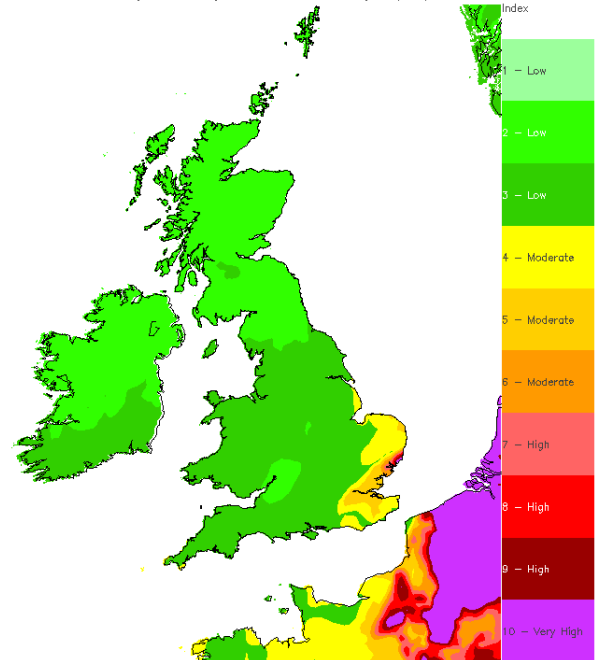 Index
1 - Low
2 - Low
3 - Low
4 - Moderate
5 - Moderate
6 - Moderate
7 - High
8 - High
9 - High
10 - Very High